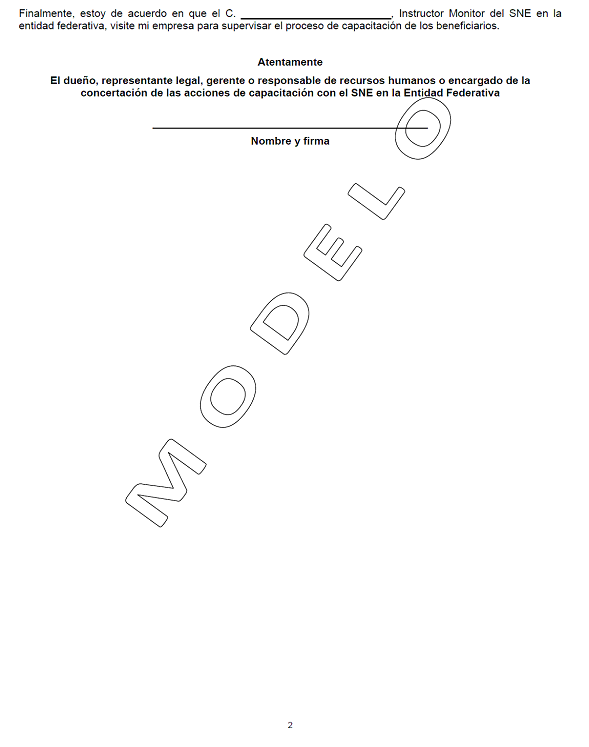 Finalmente, estoy de acuerdo en que el C. __________________________, Instructor Monitor del SNE en la
entidad federativa, visite mi empresa para supervisar el proceso de capacitación de los beneficiarios.
Atentamente
El dueño, representante legal, gerente o responsable de recursos humanos o encargado de la
concertación de las acciones de capacitación con el SNE en la Entidad Federativa
Nombre y firma
MODELO
2